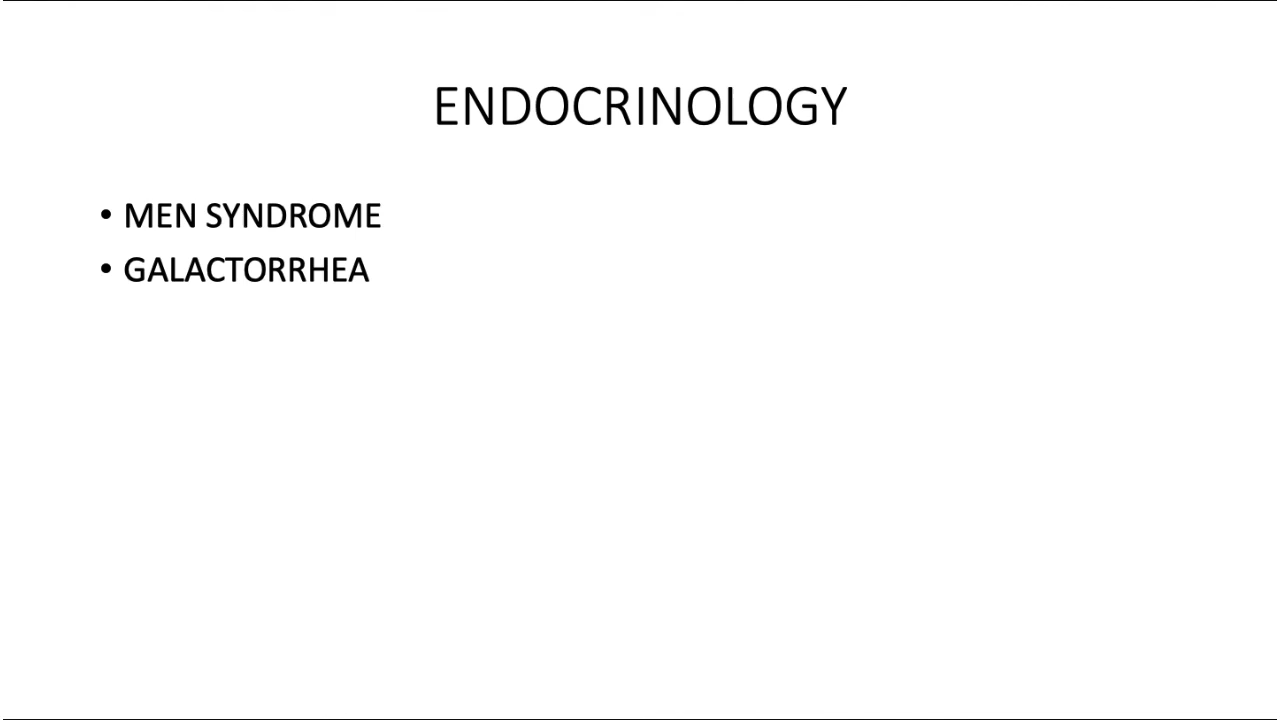 ENDOCRINOLOGY
• MEN SYNDROME
• GALACTORRHEA